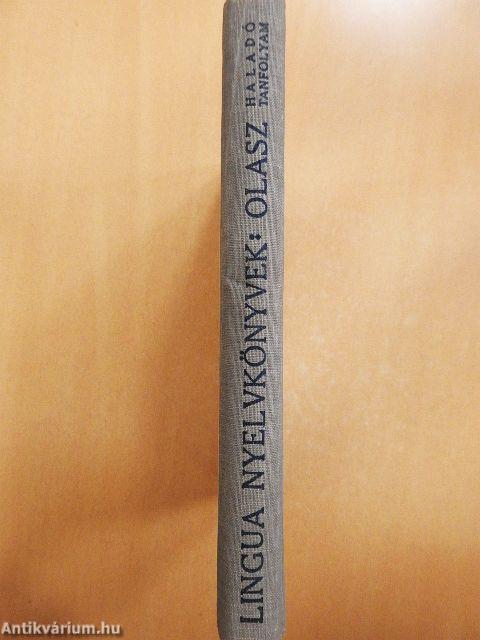 LINGUA NYELVKÖNYVEK: OLASZ
HALADÓ
TANFOLYAM
Antikvárium.hu